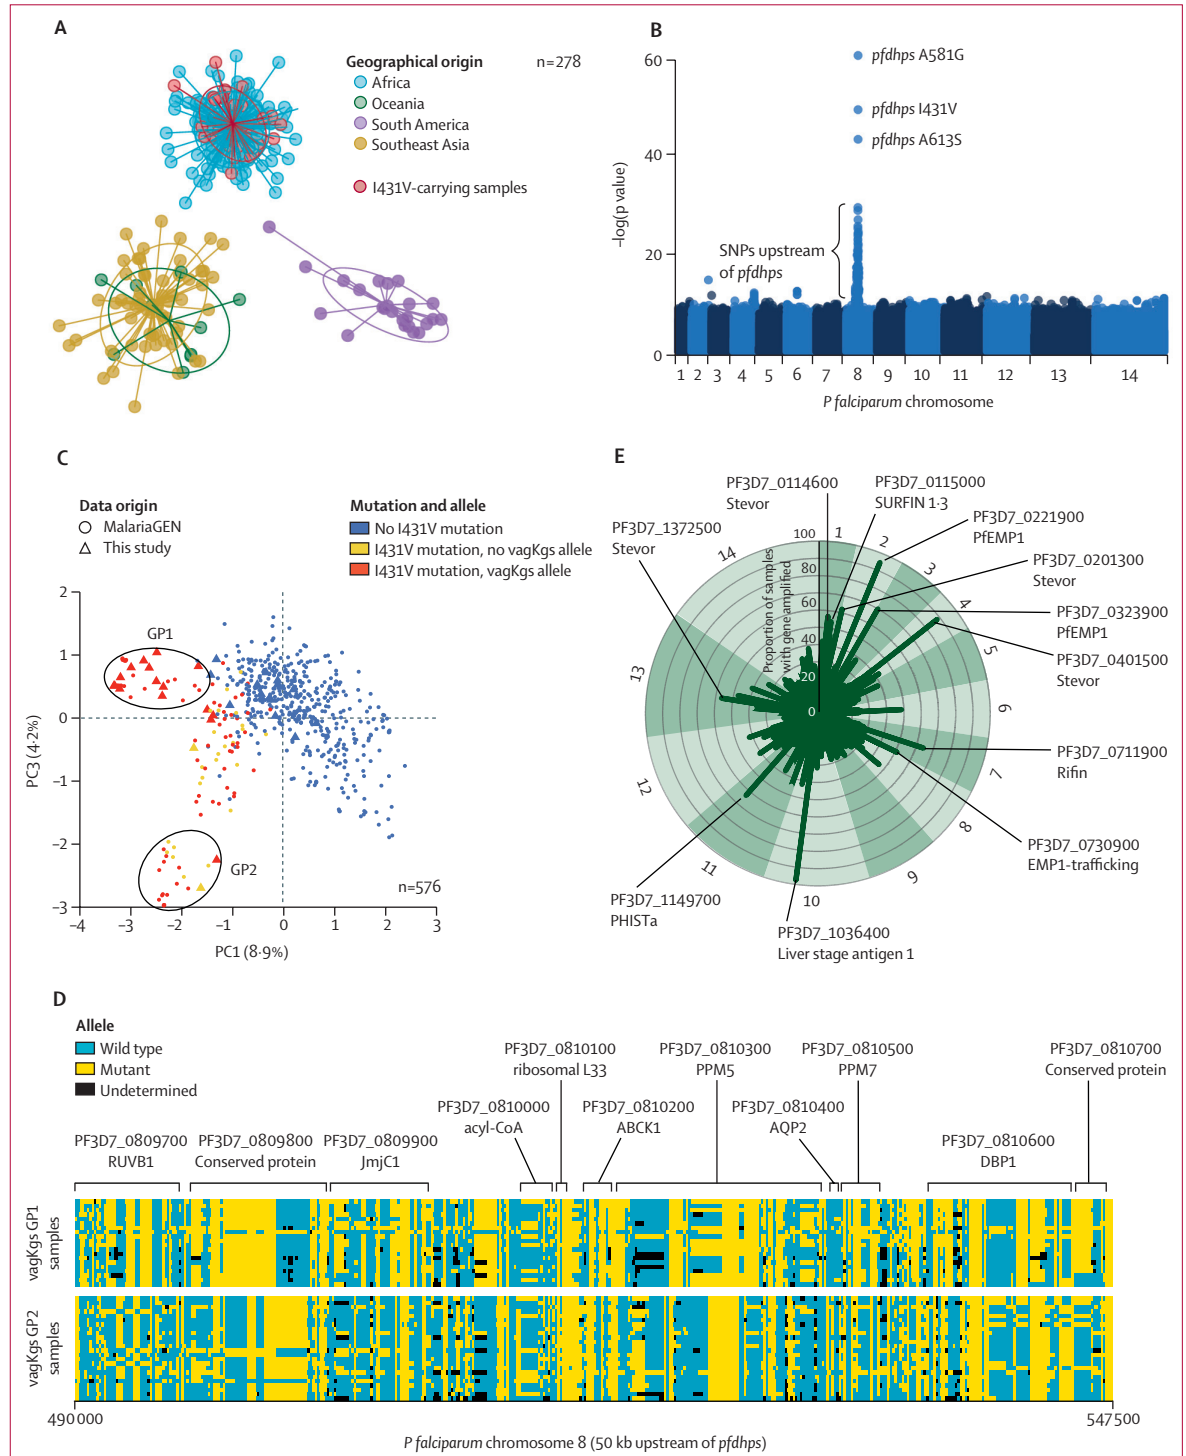 A
Geographical origin
n=278
Africa
Oceania
South America
Southeast Asia
I431V-carrying samples
B
60
40
20
0
–log(p value)
pfdhps A581G
pfdhps I431V
pfdhps A613S
SNPs upstream
of pfdhps
1 2 3 4 5 6 7 8 9 10 11 12 13 14
P falciparum chromosome
C
Data origin
MalariaGEN
This study
Mutation and allele
No I431V mutation
I431V mutation, no vagKgs allele
I431V mutation, vagKgs allele
2
1
0
–1
–2
–3
PC3 (4·2%)
GP1
GP2
n=576
–4 –3 –2 –1 0 1 2 3
PC1 (8·9%)
E
PF3D7_0114600
Stevor
PF3D7_0115000
SURFIN 1·3
PF3D7_1372500
Stevor
PF3D7_0221900
PfEMP1
PF3D7_0201300
Stevor
PF3D7_0323900
PfEMP1
PF3D7_0401500
Stevor
PF3D7_0711900
Rifin
PF3D7_0730900
EMP1-trafficking
PF3D7_1149700
PHISTa
PF3D7_1036400
Liver stage antigen 1
100
80
60
40
20
0
Proportion of samples
with gene amplified
1
2
3
4
5
6
7
8
9
10
11
12
13
14
D
Allele
Wild type
Mutant
Undetermined
PF3D7_0810100
ribosomal L33
PF3D7_0810300
PPM5
PF3D7_0810500
PPM7
PF3D7_0810700
Conserved protein
PF3D7_0810000
acyl-CoA
PF3D7_0810200
ABCK1
PF3D7_0810400
AQP2
PF3D7_0809700
RUVB1
PF3D7_0809800
Conserved protein
PF3D7_0809900
JmjC1
PF3D7_0810600
DBP1
vagKgs GP1
samples
vagKgs GP2
samples
490 000
547 500
P falciparum chromosome 8 (50 kb upstream of pfdhps)